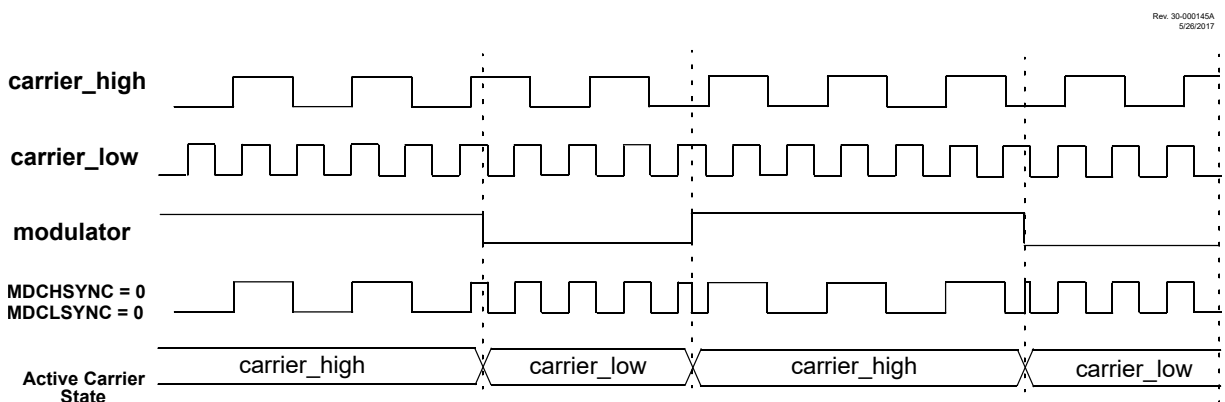 Rev. 30-000145A
5/26/2017
carrier_high
carrier_low
modulator
MDCHSYNC = 0
MDCLSYNC = 0
Active Carrier
State
carrier_high
carrier_low
carrier_high
carrier_low